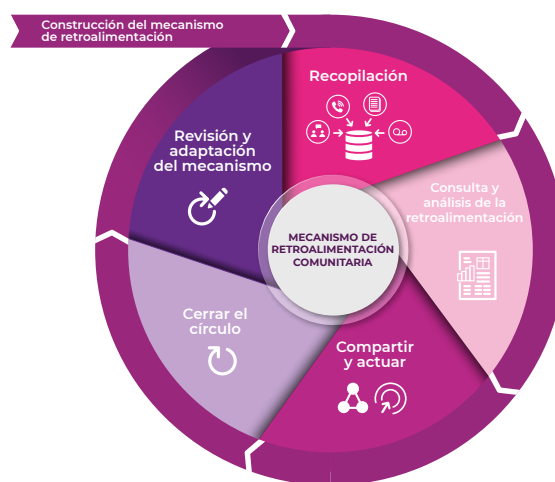 Construcción del mecanismo
de retroalimentación
Recopilación
Consulta y
análisis de la
retroalimentación
Compartir
y actuar
Cerrar el
círculo
Revisión y
adaptación
del mecanismo
MECANISMO DE
RETROALIMENTACIÓN
COMUNITARIA